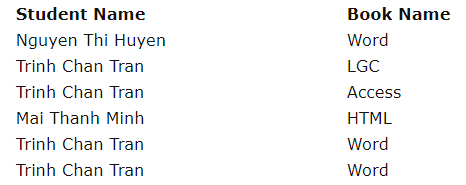 Student Name Book Name
Nguyen Thi Huyen Word
Trinh Chan Tran LGC
Trinh Chan Tran Access
Mai Thanh Minh HTML
Trinh Chan Tran Word
Trinh Chan Tran Word